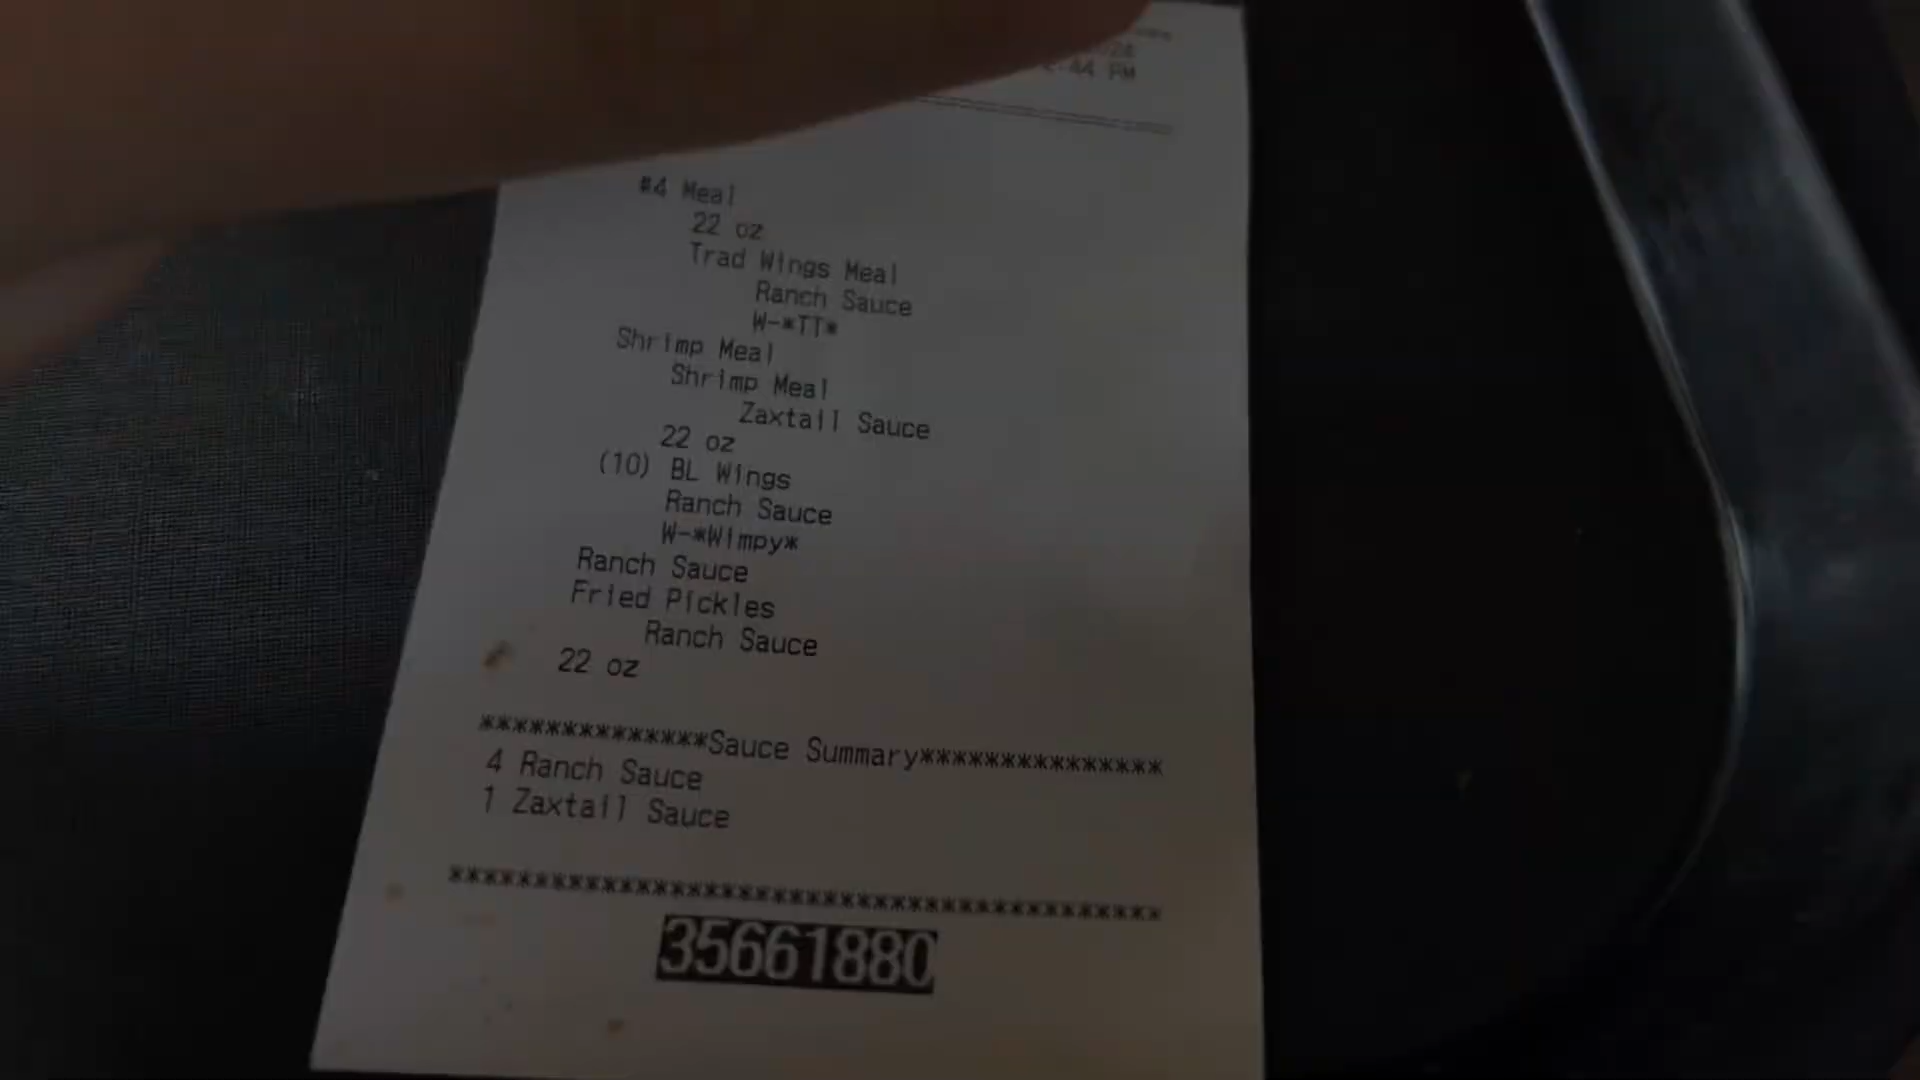 44 PM
#4 Meal
22 oz
Trad Wings Meal
Ranch Sauce
W-*TT*
Shrimp Meal
Shrimp Meal
Zaxtail Sauce
22 oz
(10) BL Wings
Ranch Sauce
W-*Wimpy*
Ranch Sauce
Fried Pickles
Ranch Sauce
22 oz
**************Sauce Summary***************
4 Ranch Sauce
1 Zaxtail Sauce
******************************************
35661880